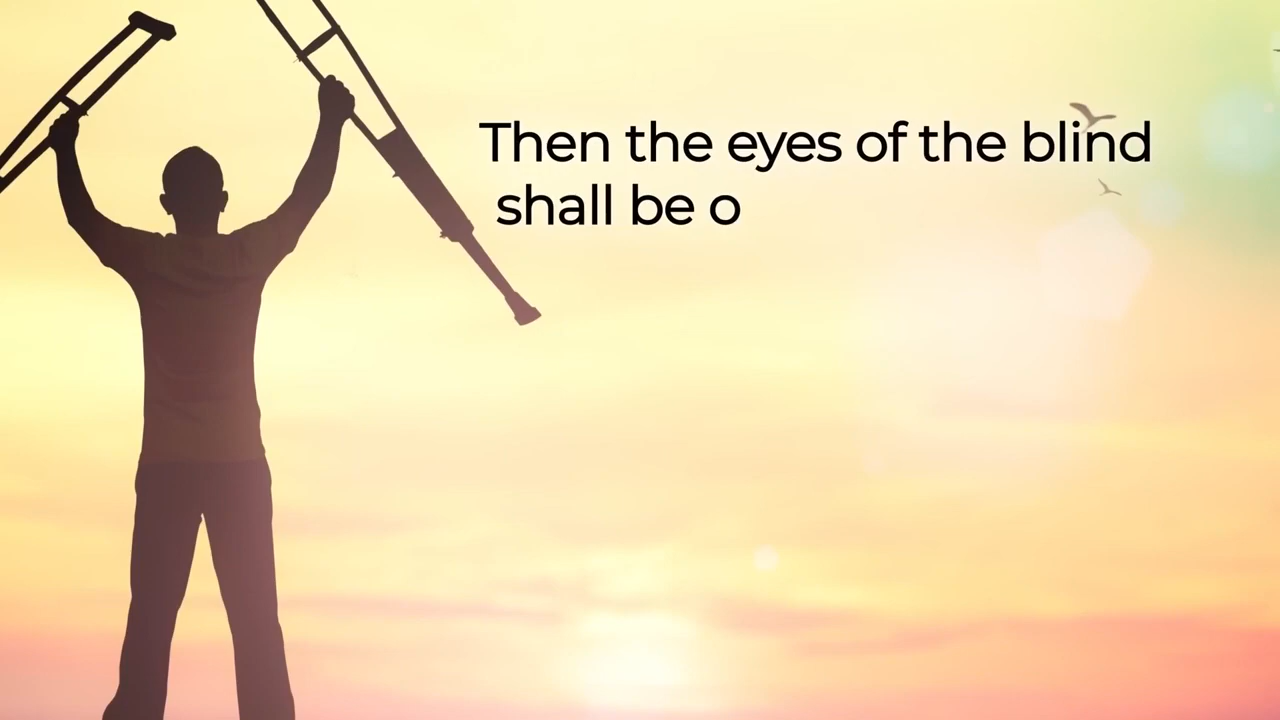 Then the eyes of the blind
shall be o